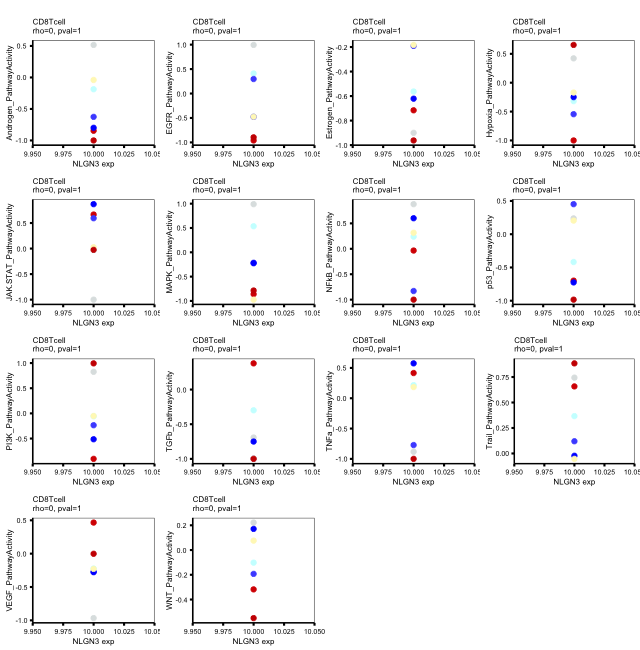 CD8Tcell
rho=0, pval=1
Androgen_PathwayActivity
0.5
0.0
-0.5
-1.0
9.950 9.975 10.000 10.025 10.05
NLGN3 exp
CD8Tcell
rho=0, pval=1
EGFR_PathwayActivity
1.0
0.5
0.0
-0.5
-1.0
9.950 9.975 10.000 10.025 10.05
NLGN3 exp
CD8Tcell
rho=0, pval=1
Estrogen_PathwayActivity
-0.2
-0.4
-0.6
-0.8
-1.0
9.950 9.975 10.000 10.025 10.05
NLGN3 exp
CD8Tcell
rho=0, pval=1
Hypoxia_PathwayActivity
0.5
0.0
-0.5
-1.0
9.950 9.975 10.000 10.025 10.05
NLGN3 exp
CD8Tcell
rho=0, pval=1
JAK-STAT_PathwayActivity
0.5
0.0
-0.5
-1.0
9.950 9.975 10.000 10.025 10.05
NLGN3 exp
CD8Tcell
rho=0, pval=1
MAPK_PathwayActivity
1.0
0.5
0.0
-0.5
-1.0
9.950 9.975 10.000 10.025 10.05
NLGN3 exp
CD8Tcell
rho=0, pval=1
NFkB_PathwayActivity
0.5
0.0
-0.5
-1.0
9.950 9.975 10.000 10.025 10.05
NLGN3 exp
CD8Tcell
rho=0, pval=1
p53_PathwayActivity
0.5
0.0
-0.5
-1.0
9.950 9.975 10.000 10.025 10.05
NLGN3 exp
CD8Tcell
rho=0, pval=1
PI3K_PathwayActivity
1.0
0.5
0.0
-0.5
9.950 9.975 10.000 10.025 10.05
NLGN3 exp
CD8Tcell
rho=0, pval=1
TGFb_PathwayActivity
0.0
-0.5
-1.0
9.950 9.975 10.000 10.025 10.05
NLGN3 exp
CD8Tcell
rho=0, pval=1
TNFa_PathwayActivity
0.5
0.0
-0.5
-1.0
9.950 9.975 10.000 10.025 10.05
NLGN3 exp
CD8Tcell
rho=0, pval=1
Trail_PathwayActivity
0.75
0.50
0.25
0.00
9.950 9.975 10.000 10.025 10.05
NLGN3 exp
CD8Tcell
rho=0, pval=1
VEGF_PathwayActivity
0.5
0.0
-0.5
-1.0
9.950 9.975 10.000 10.025 10.05
NLGN3 exp
CD8Tcell
rho=0, pval=1
WNT_PathwayActivity
0.2
0.0
-0.2
-0.4
9.950 9.975 10.000 10.025 10.050
NLGN3 exp